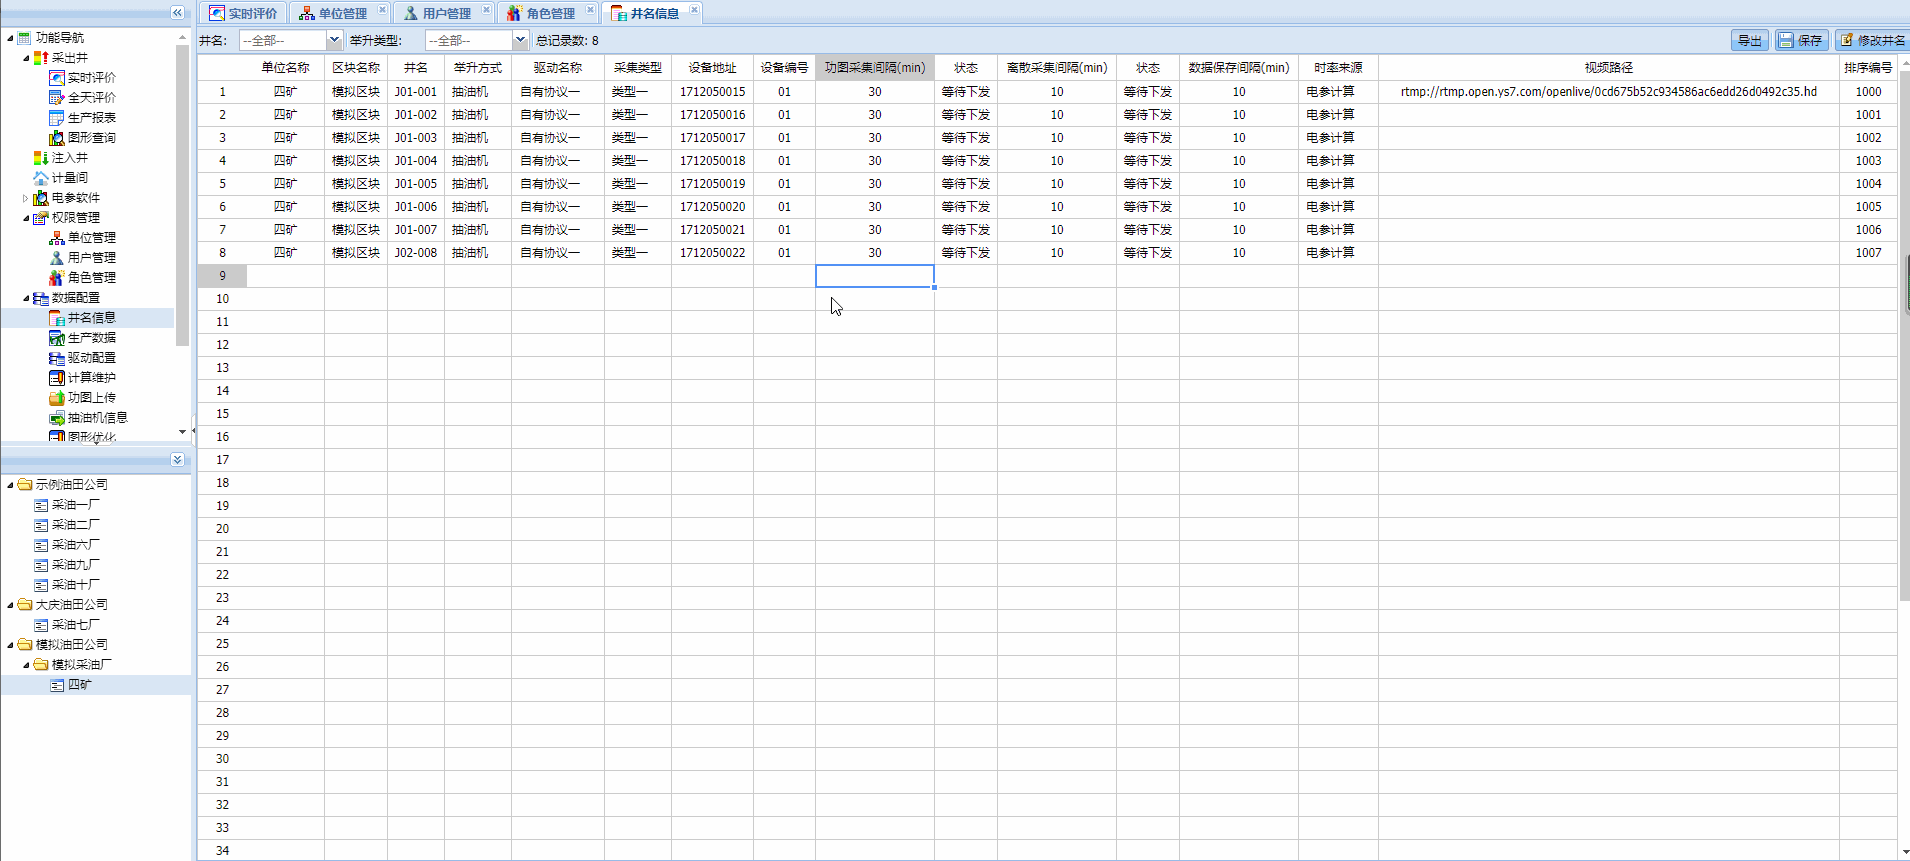 实时评价 单位管理 用户管理 角色管理 井名信息
井名: --全部-- 举升类型: --全部-- 总记录数: 8 导出 保存 修改井名
功能导航
采出井
实时评价
全天评价
生产报表
图形查询
注入井
计量间
电参软件
权限管理
单位管理
用户管理
角色管理
数据配置
井名信息
生产数据
驱动配置
计算维护
功图上传
抽油机信息
图形优化
示例油田公司
采油一厂
采油二厂
采油六厂
采油九厂
采油十厂
大庆油田公司
采油七厂
模拟油田公司
模拟采油厂
四矿
单位名称 区块名称 井名 举升方式 驱动名称 采集类型 设备地址 设备编号 功图采集间隔(min) 状态 离散采集间隔(min) 状态 数据保存间隔(min) 时率来源 视频路径 排序编号
1 四矿 模拟区块 J01-001 抽油机 自有协议一 类型一 1712050015 01 30 等待下发 10 等待下发 10 电参计算 rtmp://rtmp.open.ys7.com/openlive/0cd675b52c934586ac6edd26d0492c35.hd 1000
2 四矿 模拟区块 J01-002 抽油机 自有协议一 类型一 1712050016 01 30 等待下发 10 等待下发 10 电参计算 1001
3 四矿 模拟区块 J01-003 抽油机 自有协议一 类型一 1712050017 01 30 等待下发 10 等待下发 10 电参计算 1002
4 四矿 模拟区块 J01-004 抽油机 自有协议一 类型一 1712050018 01 30 等待下发 10 等待下发 10 电参计算 1003
5 四矿 模拟区块 J01-005 抽油机 自有协议一 类型一 1712050019 01 30 等待下发 10 等待下发 10 电参计算 1004
6 四矿 模拟区块 J01-006 抽油机 自有协议一 类型一 1712050020 01 30 等待下发 10 等待下发 10 电参计算 1005
7 四矿 模拟区块 J01-007 抽油机 自有协议一 类型一 1712050021 01 30 等待下发 10 等待下发 10 电参计算 1006
8 四矿 模拟区块 J02-008 抽油机 自有协议一 类型一 1712050022 01 30 等待下发 10 等待下发 10 电参计算 1007
9
10
11
12
13
14
15
16
17
18
19
20
21
22
23
24
25
26
27
28
29
30
31
32
33
34